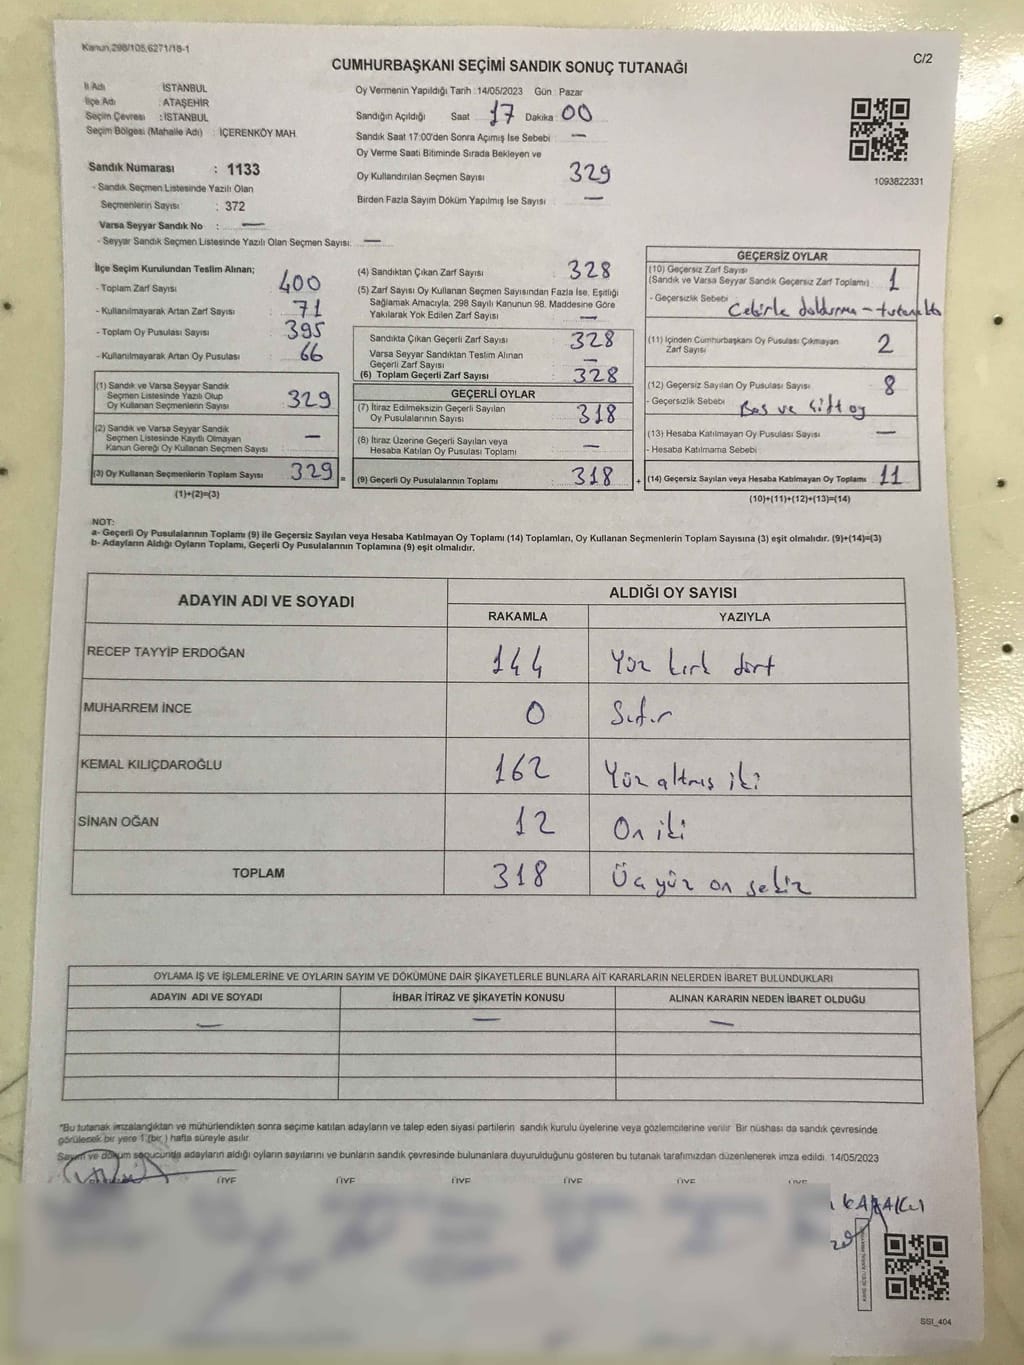 Kanun,298/105,6271/18-1
C/2
CUMHURBAŞKANI SEÇİMİ SANDIK SONUÇ TUTANAĞI
İl Adı : İSTANBUL
İlçe Adı : ATAŞEHİR
Seçim Çevresi : İSTANBUL
Seçim Bölgesi (Mahalle Adı) : İÇERENKÖY MAH.
Sandık Numarası : 1133
- Sandık Seçmen Listesinde Yazılı Olan
Seçmenlerin Sayısı : 372
Varsa Seyyar Sandık No : —
- Seyyar Sandık Seçmen Listesinde Yazılı Olan Seçmen Sayısı: —
Oy Vermenin Yapıldığı Tarih : 14/05/2023 Gün : Pazar
Sandığın Açıldığı Saat : 17 Dakika : 00
Sandık Saat 17:00'den Sonra Açımış İse Sebebi : —
Oy Verme Saati Bitiminde Sırada Bekleyen ve
Oy Kullandırılan Seçmen Sayısı : 329
Birden Fazla Sayım Döküm Yapılmış İse Sayısı : —
1093822331
İlçe Seçim Kurulundan Teslim Alınan;
- Toplam Zarf Sayısı : 400
- Kullanılmayarak Artan Zarf Sayısı : 71
- Toplam Oy Pusulası Sayısı : 395
- Kullanılmayarak Artan Oy Pusulası : 66
(1) Sandık ve Varsa Seyyar Sandık
Seçmen Listesinde Yazılı Olup
Oy Kullanan Seçmenlerin Sayısı : 329
(2) Sandık ve Varsa Seyyar Sandık
Seçmen Listesinde Kayıtlı Olmayan
Kanun Gereği Oy Kullanan Seçmen Sayısı : —
(3) Oy Kullanan Seçmenlerin Toplam Sayısı : 329 =
(1)+(2)=(3)
(4) Sandıktan Çıkan Zarf Sayısı : 328
(5) Zarf Sayısı Oy Kullanan Seçmen Sayısından Fazla İse, Eşitliği
Sağlamak Amacıyla, 298 Sayılı Kanunun 98. Maddesine Göre
Yakılarak Yok Edilen Zarf Sayısı : —
Sandıkta Çıkan Geçerli Zarf Sayısı : 328
Varsa Seyyar Sandıktan Teslim Alınan
Geçerli Zarf Sayısı : —
(6) Toplam Geçerli Zarf Sayısı : 328
GEÇERLİ OYLAR
(7) İtiraz Edilmeksizin Geçerli Sayılan
Oy Pusulalarının Sayısı : 318
(8) İtiraz Üzerine Geçerli Sayılan veya
Hesaba Katılan Oy Pusulası Toplamı : —
(9) Geçerli Oy Pusulalarının Toplamı : 318 +
GEÇERSİZ OYLAR
(10) Geçersiz Zarf Sayısı
(Sandık ve Varsa Seyyar Sandık Geçersiz Zarf Toplamı) : 1
- Geçersizlik Sebebi
(11) İçinden Cumhurbaşkanı Oy Pusulası Çıkmayan
Zarf Sayısı : 2
(12) Geçersiz Sayılan Oy Pusulası Sayısı : 8
- Geçersizlik Sebebi : Boş ve Çift oy
(13) Hesaba Katılmayan Oy Pusulası Sayısı : —
- Hesaba Katılmama Sebebi
(14) Geçersiz Sayılan veya Hesaba Katılmayan Oy Toplamı : 11
(10)+(11)+(12)+(13)=(14)
NOT:
a- Geçerli Oy Pusulalarının Toplamı (9) ile Geçersiz Sayılan veya Hesaba Katılmayan Oy Toplamı (14) Toplamları, Oy Kullanan Seçmenlerin Toplam Sayısına (3) eşit olmalıdır. (9)+(14)=(3)
b- Adayların Aldığı Oyların Toplamı, Geçerli Oy Pusulalarının Toplamına (9) eşit olmalıdır.
ADAYIN ADI VE SOYADI ALDIĞI OY SAYISI
RAKAMLA YAZIYLA
RECEP TAYYİP ERDOĞAN 144 Yüz kırk dört
MUHARREM İNCE 0 Sıfır
KEMAL KILIÇDAROĞLU 162 Yüz altmış iki
SİNAN OĞAN 12 On iki
TOPLAM 318 Üç yüz on sekiz
OYLAMA İŞ VE İŞLEMLERİNE VE OYLARIN SAYIM VE DÖKÜMÜNE DAİR ŞİKAYETLERLE BUNLARA AİT KARARLARIN NELERDEN İBARET BULUNDUKLARI
ADAYIN ADI VE SOYADI İHBAR İTİRAZ VE ŞİKAYETİN KONUSU ALINAN KARARIN NEDEN İBARET OLDUĞU
— — —
"Bu tutanak imzalandıktan ve mühürlendikten sonra seçime katılan adayların ve talep eden siyasi partilerin sandık kurulu üyelerine veya gözlemcilerine verilir. Bir nüshası da sandık çevresinde
görülecek bir yere 1 (bir ) hafta süreyle asılır.
Sayım ve döküm sonucunda adayların aldığı oyların sayılarını ve bunların sandık çevresinde bulunanlara duyurulduğunu gösteren bu tutanak tarafımızdan düzenlenerek imza edildi. 14/05/2023
ÜYE ÜYE ÜYE ÜYE ÜYE ÜYE
SSI_404